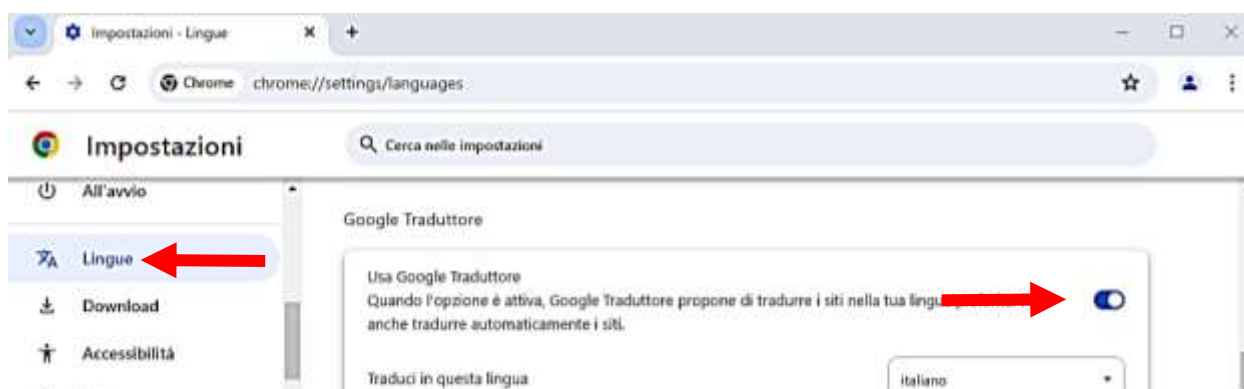 Impostazioni - Lingue
Chrome chrome://settings/languages
Impostazioni
Cerca nelle impostazioni
All'avvio
Google Traduttore
Lingue
Usa Google Traduttore
Quando l'opzione è attiva, Google Traduttore propone di tradurre i siti nella tua lingua
Download
anche tradurre automaticamente i siti.
Accessibilità
Traduci in questa lingua
italiano